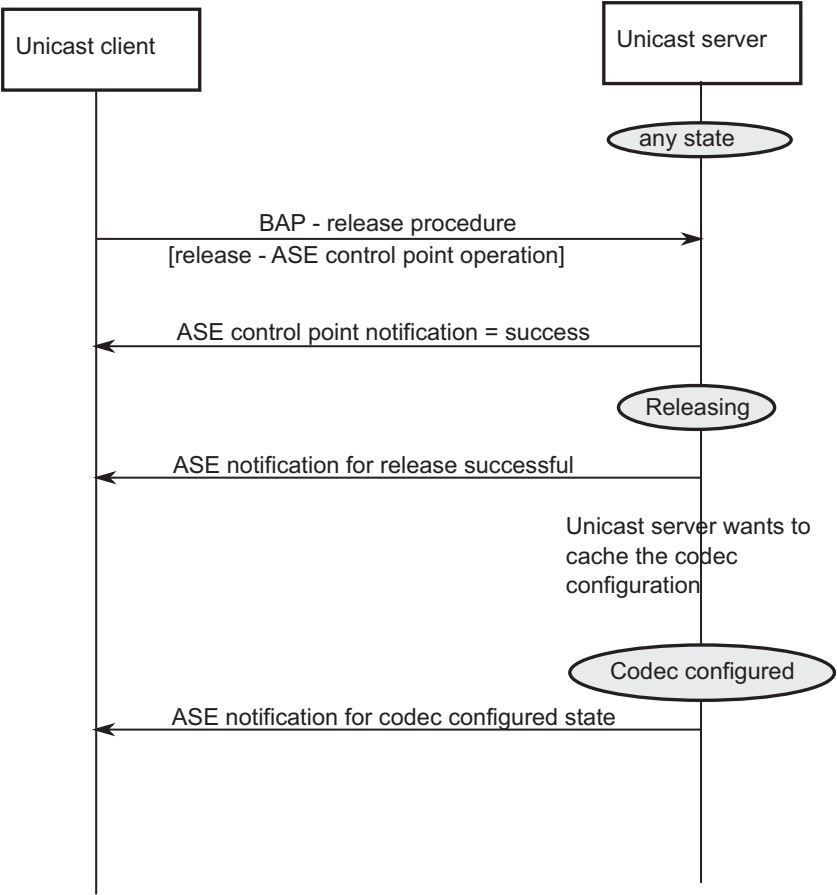 Unicast client
Unicast server
any state
BAP - release procedure
[release - ASE control point operation]
ASE control point notification = success
Releasing
ASE notification for release successful
Unicast server wants to
cache the codec
configuration
Codec configured
ASE notification for codec configured state